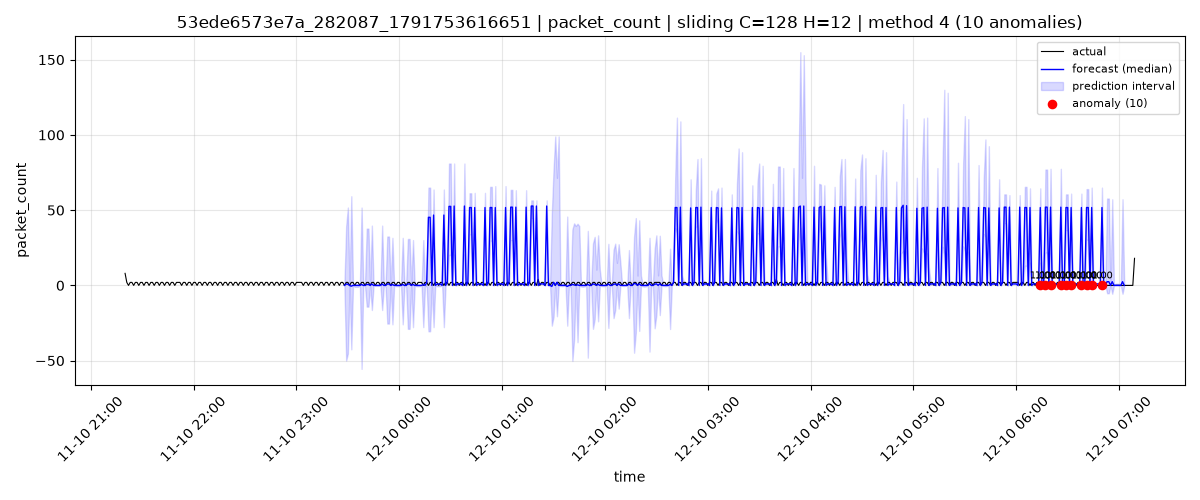 53ede6573e7a_282087_1791753616651 | packet_count | sliding C=128 H=12 | method 4 (10 anomalies)
actual
forecast (median)
prediction interval
anomaly (10)
packet_count
150
100
50
0
−50
11-10 21:00
11-10 22:00
11-10 23:00
12-10 00:00
12-10 01:00
12-10 02:00
12-10 03:00
12-10 04:00
12-10 05:00
12-10 06:00
12-10 07:00
time